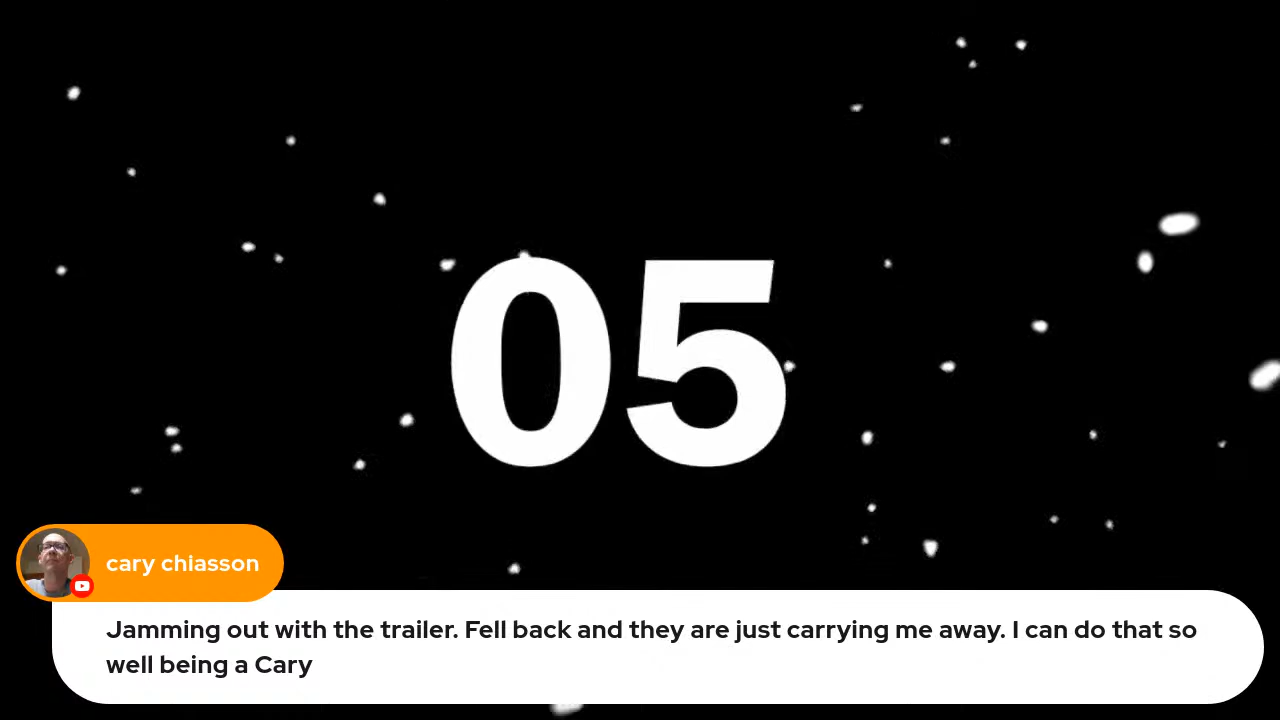 05
cary chiasson
Jamming out with the trailer. Fell back and they are just carrying me away. I can do that so
well being a Cary